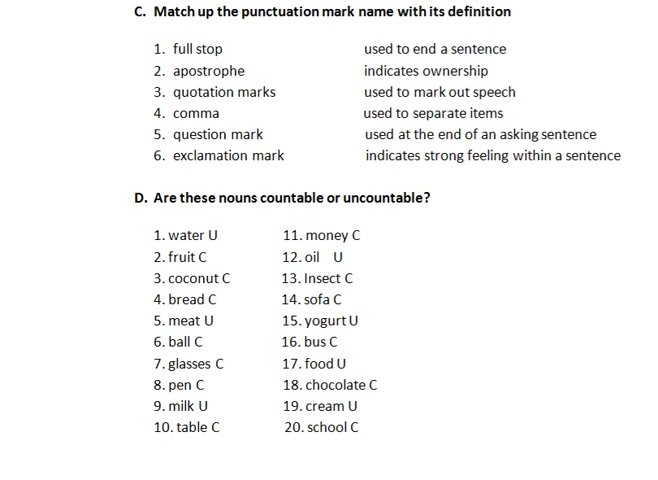 C. Match up the punctuation mark name with its definition
1. full stop used to end a sentence
2. apostrophe indicates ownership
3. quotation marks used to mark out speech
4. comma used to separate items
5. question mark used at the end of an asking sentence
6. exclamation mark indicates strong feeling within a sentence
D. Are these nouns countable or uncountable?
1. water U 11. money C
2. fruit C 12. oil U
3. coconut C 13. Insect C
4. bread C 14. sofa C
5. meat U 15. yogurt U
6. ball C 16. bus C
7. glasses C 17. food U
8. pen C 18. chocolate C
9. milk U 19. cream U
10. table C 20. school C